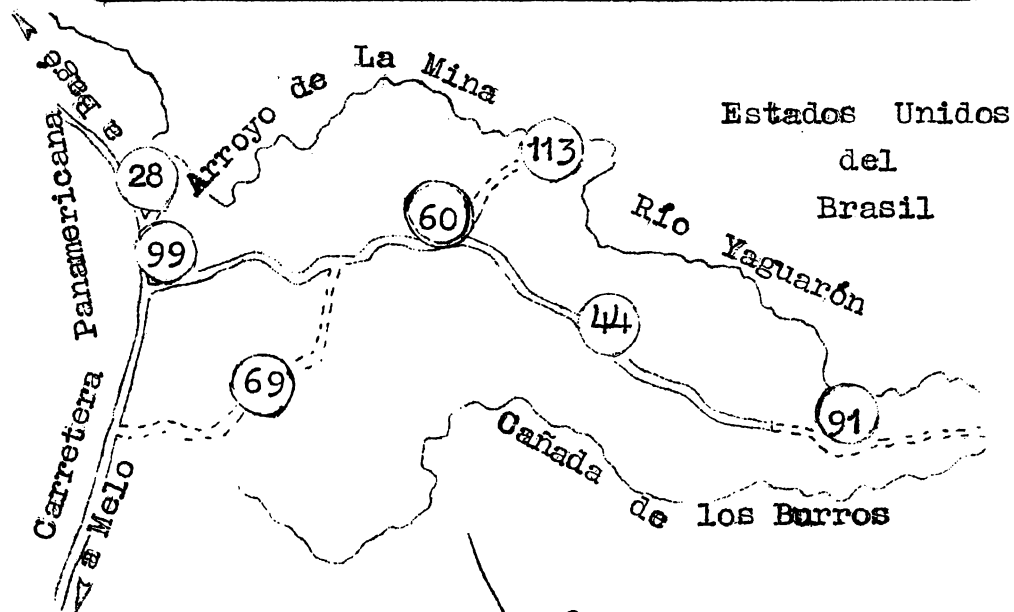 a Bagé
Arroyo de La Mina
Estados Unidos
del
Brasil
113
28
60
Río Yaguarón
99
Carretera Panamericana
44
69
91
Cañada de los Burros
a Melo